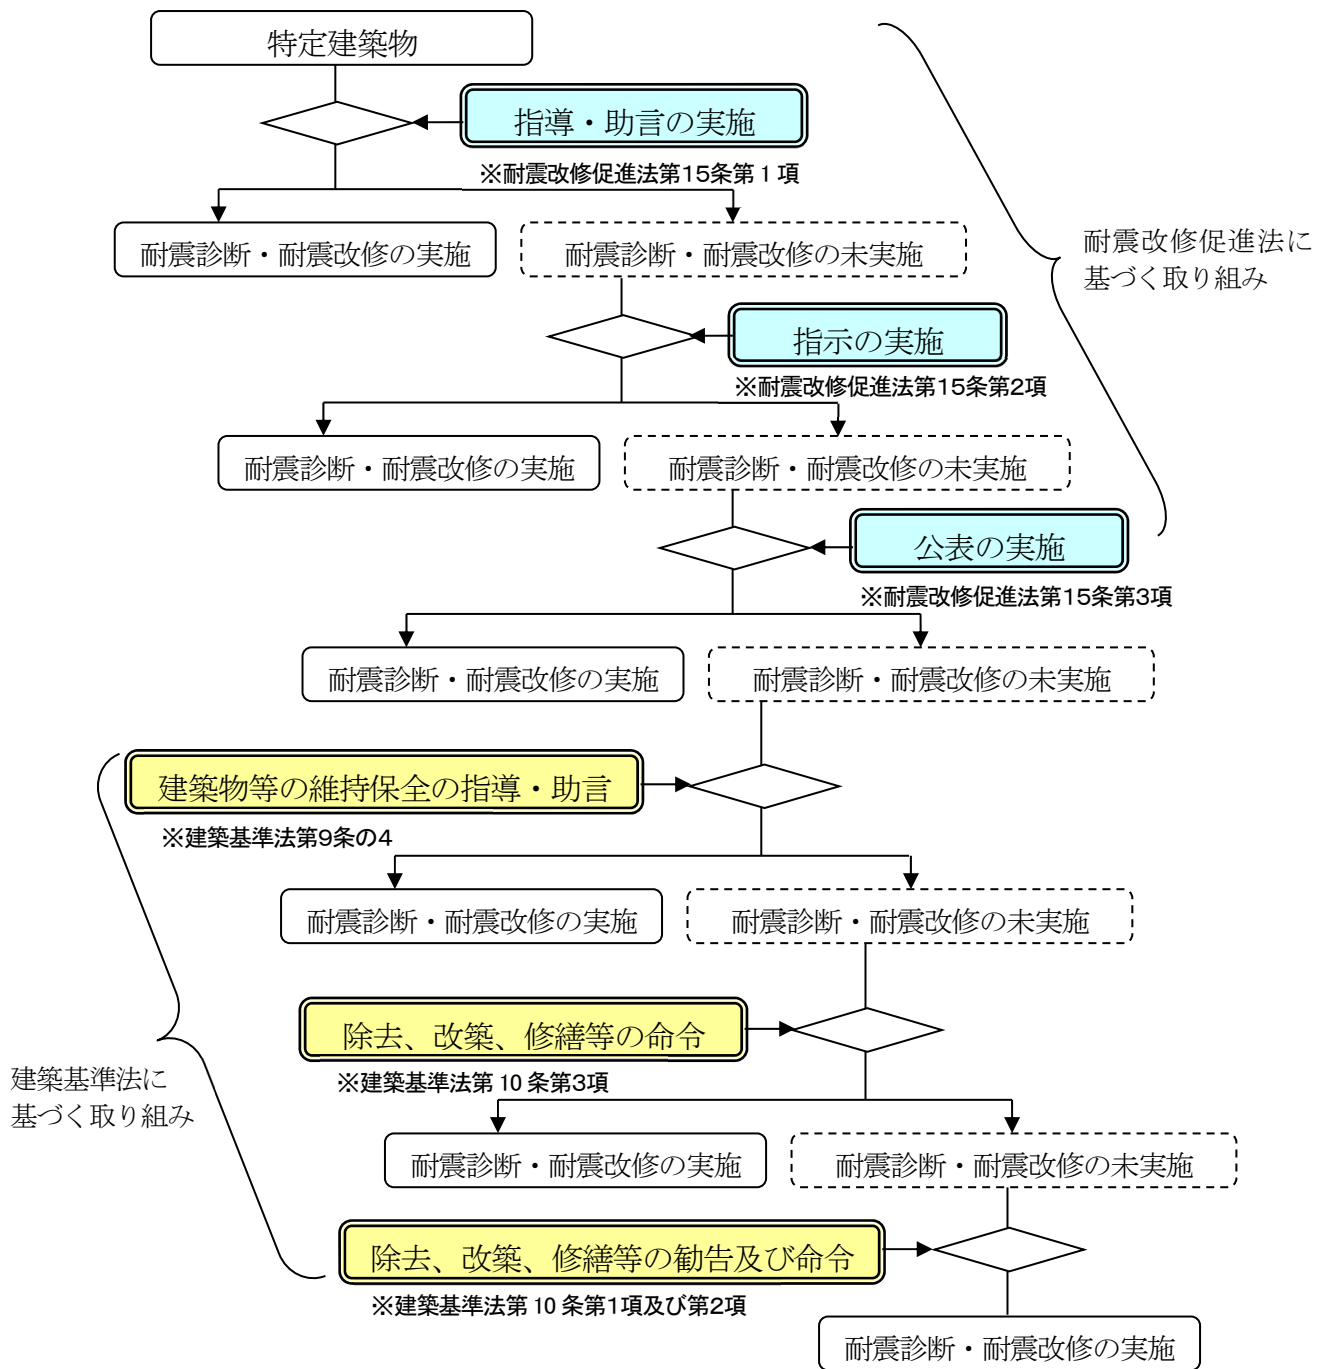 特定建築物
指導・助言の実施
※耐震改修促進法第15条第1項
耐震診断・耐震改修の実施
耐震診断・耐震改修の未実施
耐震改修促進法に
基づく取り組み
指示の実施
※耐震改修促進法第15条第2項
耐震診断・耐震改修の実施
耐震診断・耐震改修の未実施
公表の実施
※耐震改修促進法第15条第3項
耐震診断・耐震改修の実施
耐震診断・耐震改修の未実施
建築物等の維持保全の指導・助言
※建築基準法第9条の4
耐震診断・耐震改修の実施
耐震診断・耐震改修の未実施
除去、改築、修繕等の命令
※建築基準法第10条第3項
建築基準法に
基づく取り組み
耐震診断・耐震改修の実施
耐震診断・耐震改修の未実施
除去、改築、修繕等の勧告及び命令
※建築基準法第10条第1項及び第2項
耐震診断・耐震改修の実施